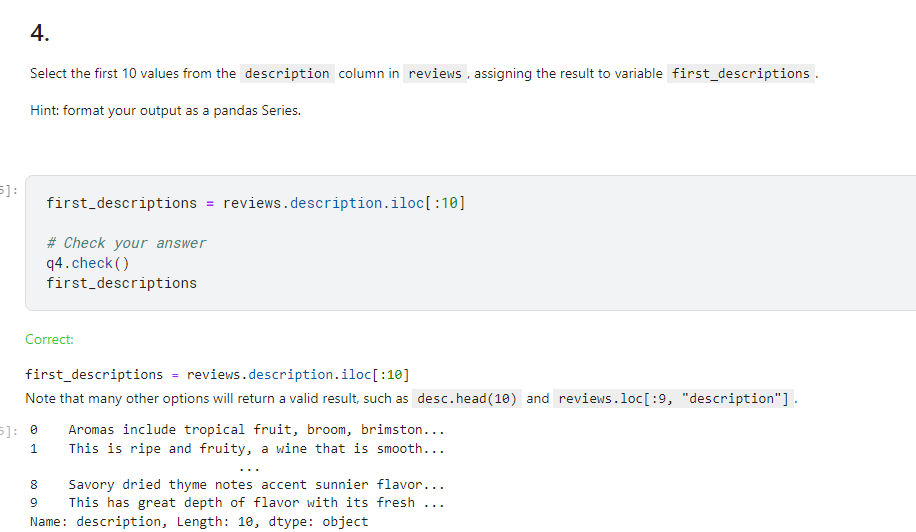 4.
Select the first 10 values from the description column in reviews, assigning the result to variable first_descriptions.
Hint: format your output as a pandas Series.
5]:
first_descriptions = reviews.description.iloc[:10]
# Check your answer
q4.check()
first_descriptions
Correct:
first_descriptions = reviews.description.iloc[:10]
Note that many other options will return a valid result, such as desc.head(10) and reviews.loc[:9, "description"].
5]: 0    Aromas include tropical fruit, broom, brimston...
1    This is ripe and fruity, a wine that is smooth...
...
8    Savory dried thyme notes accent sunnier flavor...
9    This has great depth of flavor with its fresh ...
Name: description, Length: 10, dtype: object